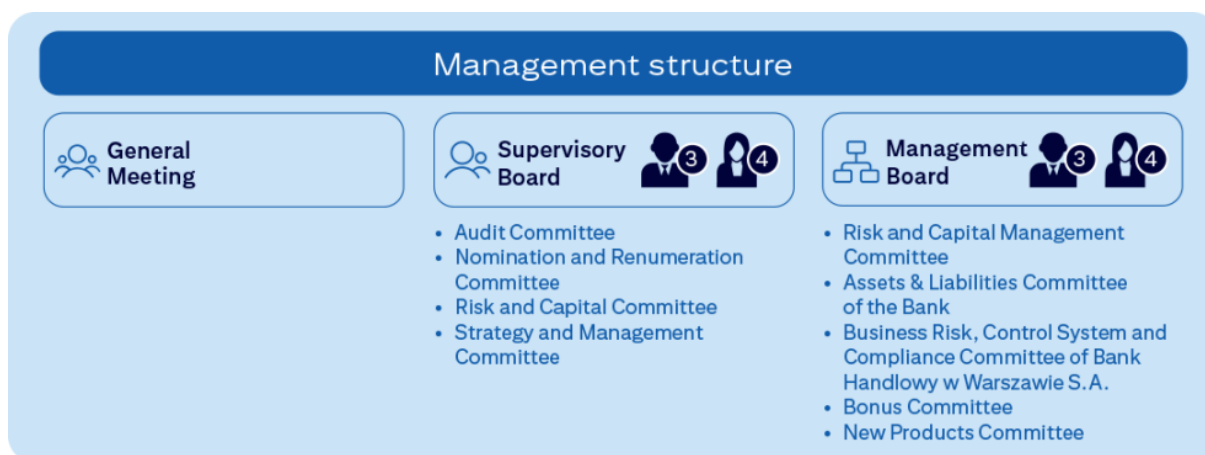 Management structure
General
Meeting
Supervisory
Board
3
4
• Audit Committee
• Nomination and Renumeration
Committee
• Risk and Capital Committee
• Strategy and Management
Committee
Management
Board
3
4
• Risk and Capital Management
Committee
• Assets & Liabilities Committee
of the Bank
• Business Risk, Control System and
Compliance Committee of Bank
Handlowy w Warszawie S.A.
• Bonus Committee
• New Products Committee